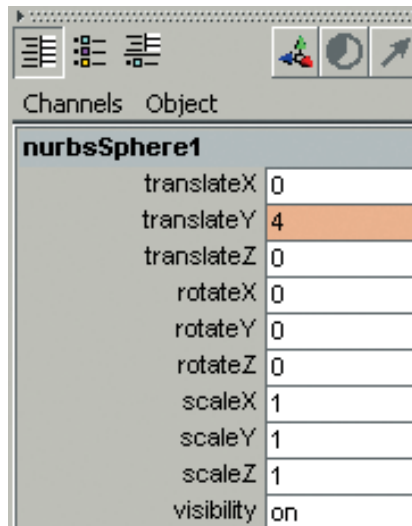 Channels Object
nurbsSphere1
translateX 0
translateY 4
translateZ 0
rotateX 0
rotateY 0
rotateZ 0
scaleX 1
scaleY 1
scaleZ 1
visibility on